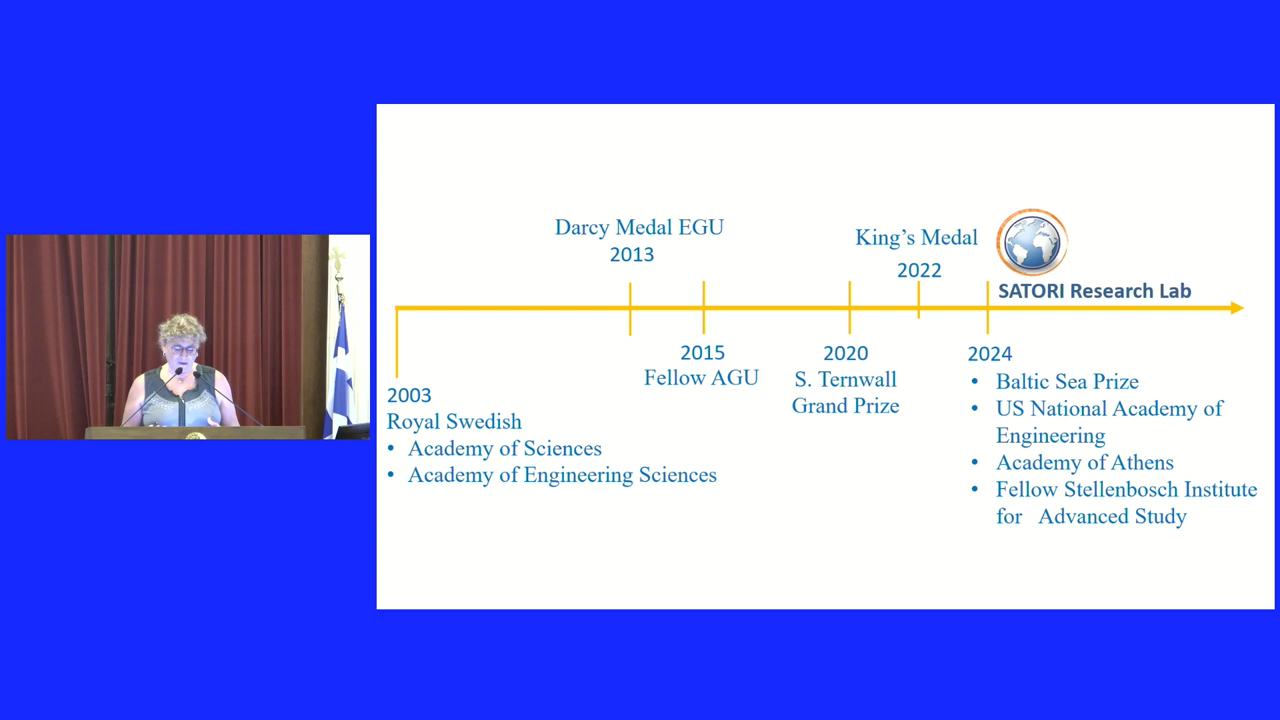 Darcy Medal EGU
2013
King's Medal
2022
SATORI Research Lab
2003
Royal Swedish
• Academy of Sciences
• Academy of Engineering Sciences
2015
Fellow AGU
2020
S. Ternwall
Grand Prize
2024
• Baltic Sea Prize
• US National Academy of
Engineering
• Academy of Athens
• Fellow Stellenbosch Institute
for Advanced Study